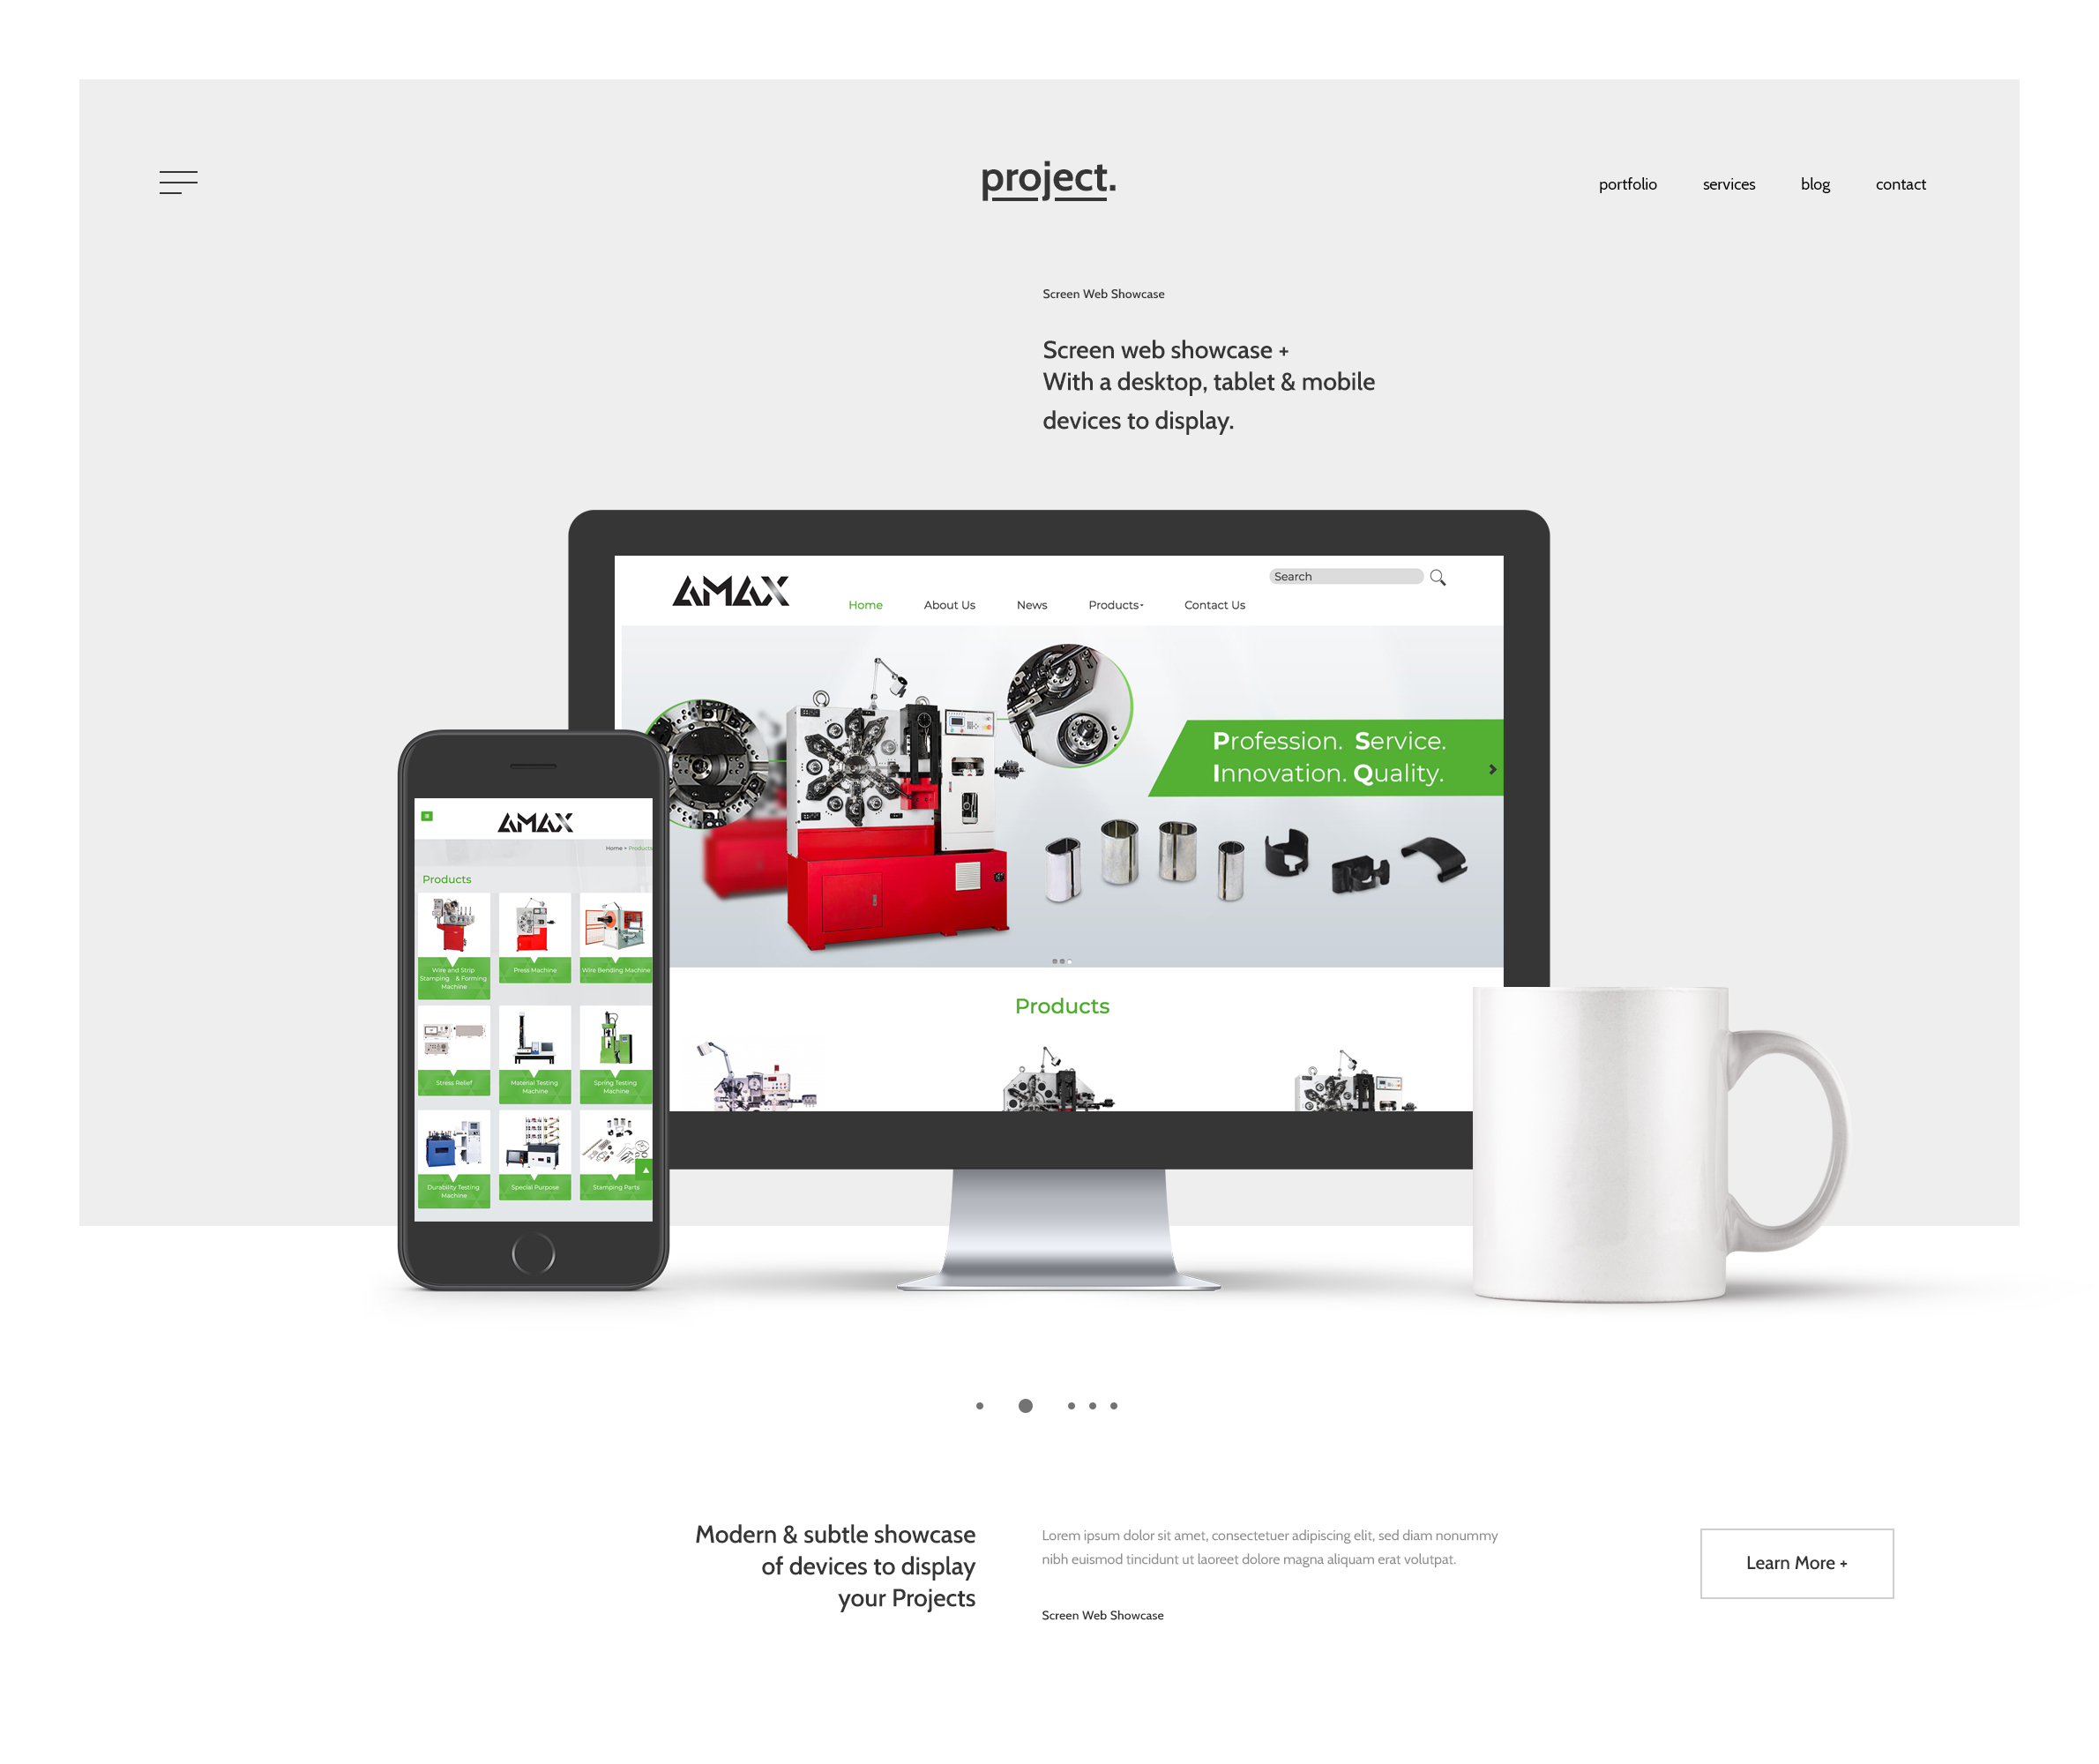 project.
portfolio services blog contact
Screen Web Showcase
Screen web showcase +
With a desktop, tablet & mobile
devices to display.
AMAX
Search
Home About Us News Products Contact Us
Profession. Service.
Innovation. Quality.
Products
AMAX
Home » Products
Products
Wire and Strip
Stamping & Forming
Machine
Press Machine
Wire Bending Machine
Stress Relief
Material Testing
Machine
Spring Testing
Machine
Durability Testing
Machine
Special Purpose
Stamping Parts
Modern & subtle showcase
of devices to display
your Projects
Lorem ipsum dolor sit amet, consectetuer adipiscing elit, sed diam nonummy
nibh euismod tincidunt ut laoreet dolore magna aliquam erat volutpat.
Screen Web Showcase
Learn More +